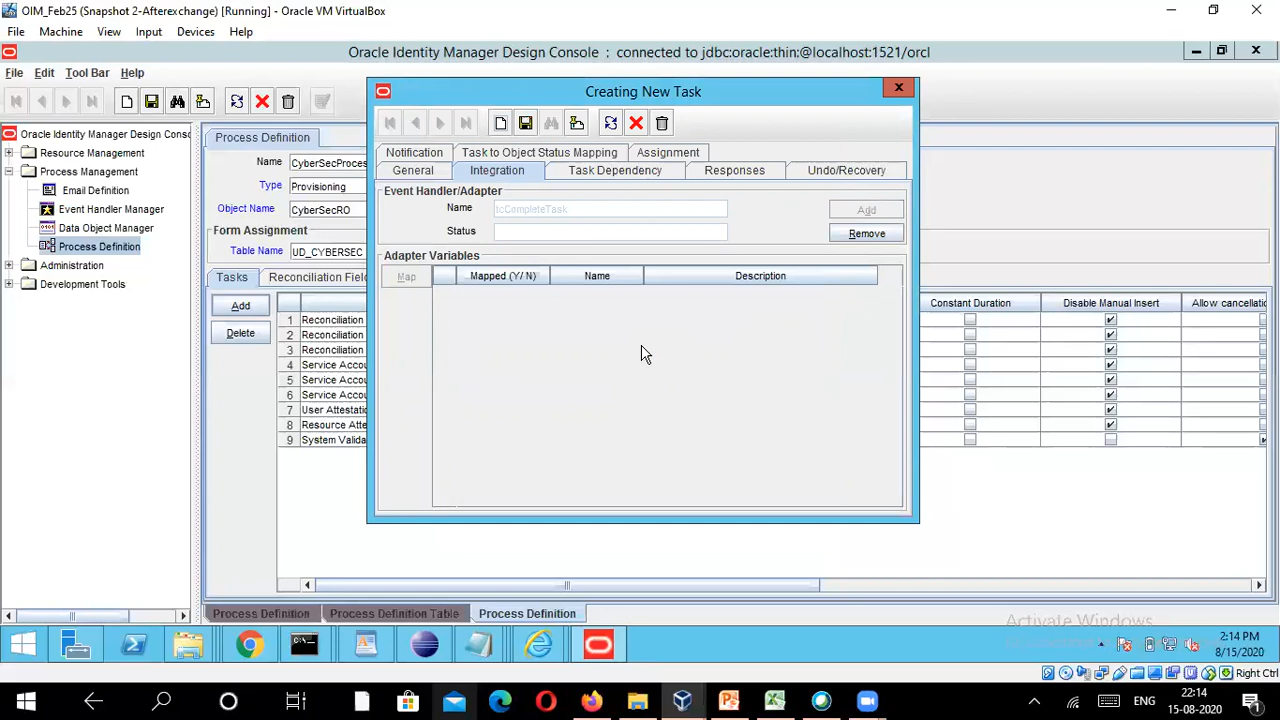 OIM_Feb25 (Snapshot 2-Afterexchange) [Running] - Oracle VM VirtualBox
File Machine View Input Devices Help
Oracle Identity Manager Design Console : connected to jdbc:oracle:thin:@localhost:1521/orcl
File Edit Tool Bar Help
Creating New Task
Oracle Identity Manager Design Conso
Resource Management
Process Management
Email Definition
Event Handler Manager
Data Object Manager
Process Definition
Administration
Development Tools
Process Definition
Name CyberSecProces
Type Provisioning
Object Name CyberSecRO
Form Assignment
Table Name UD_CYBERSEC
Tasks Reconciliation Field
Add
Delete
1 Reconciliation
2 Reconciliation
3 Reconciliation
4 Service Accou
5 Service Accou
6 Service Accou
7 User Attestatio
8 Resource Atte
9 System Valida
Notification Task to Object Status Mapping Assignment
General Integration Task Dependency Responses Undo/Recovery
Event Handler/Adapter
Name tcCompleteTask Add
Status Remove
Adapter Variables
Map Mapped (Y/ N) Name Description
Constant Duration Disable Manual Insert Allow cancellatio
Process Definition Process Definition Table Process Definition
Activate Windows
2:14 PM
8/15/2020
Right Ctrl
ENG
22:14
15-08-2020
1